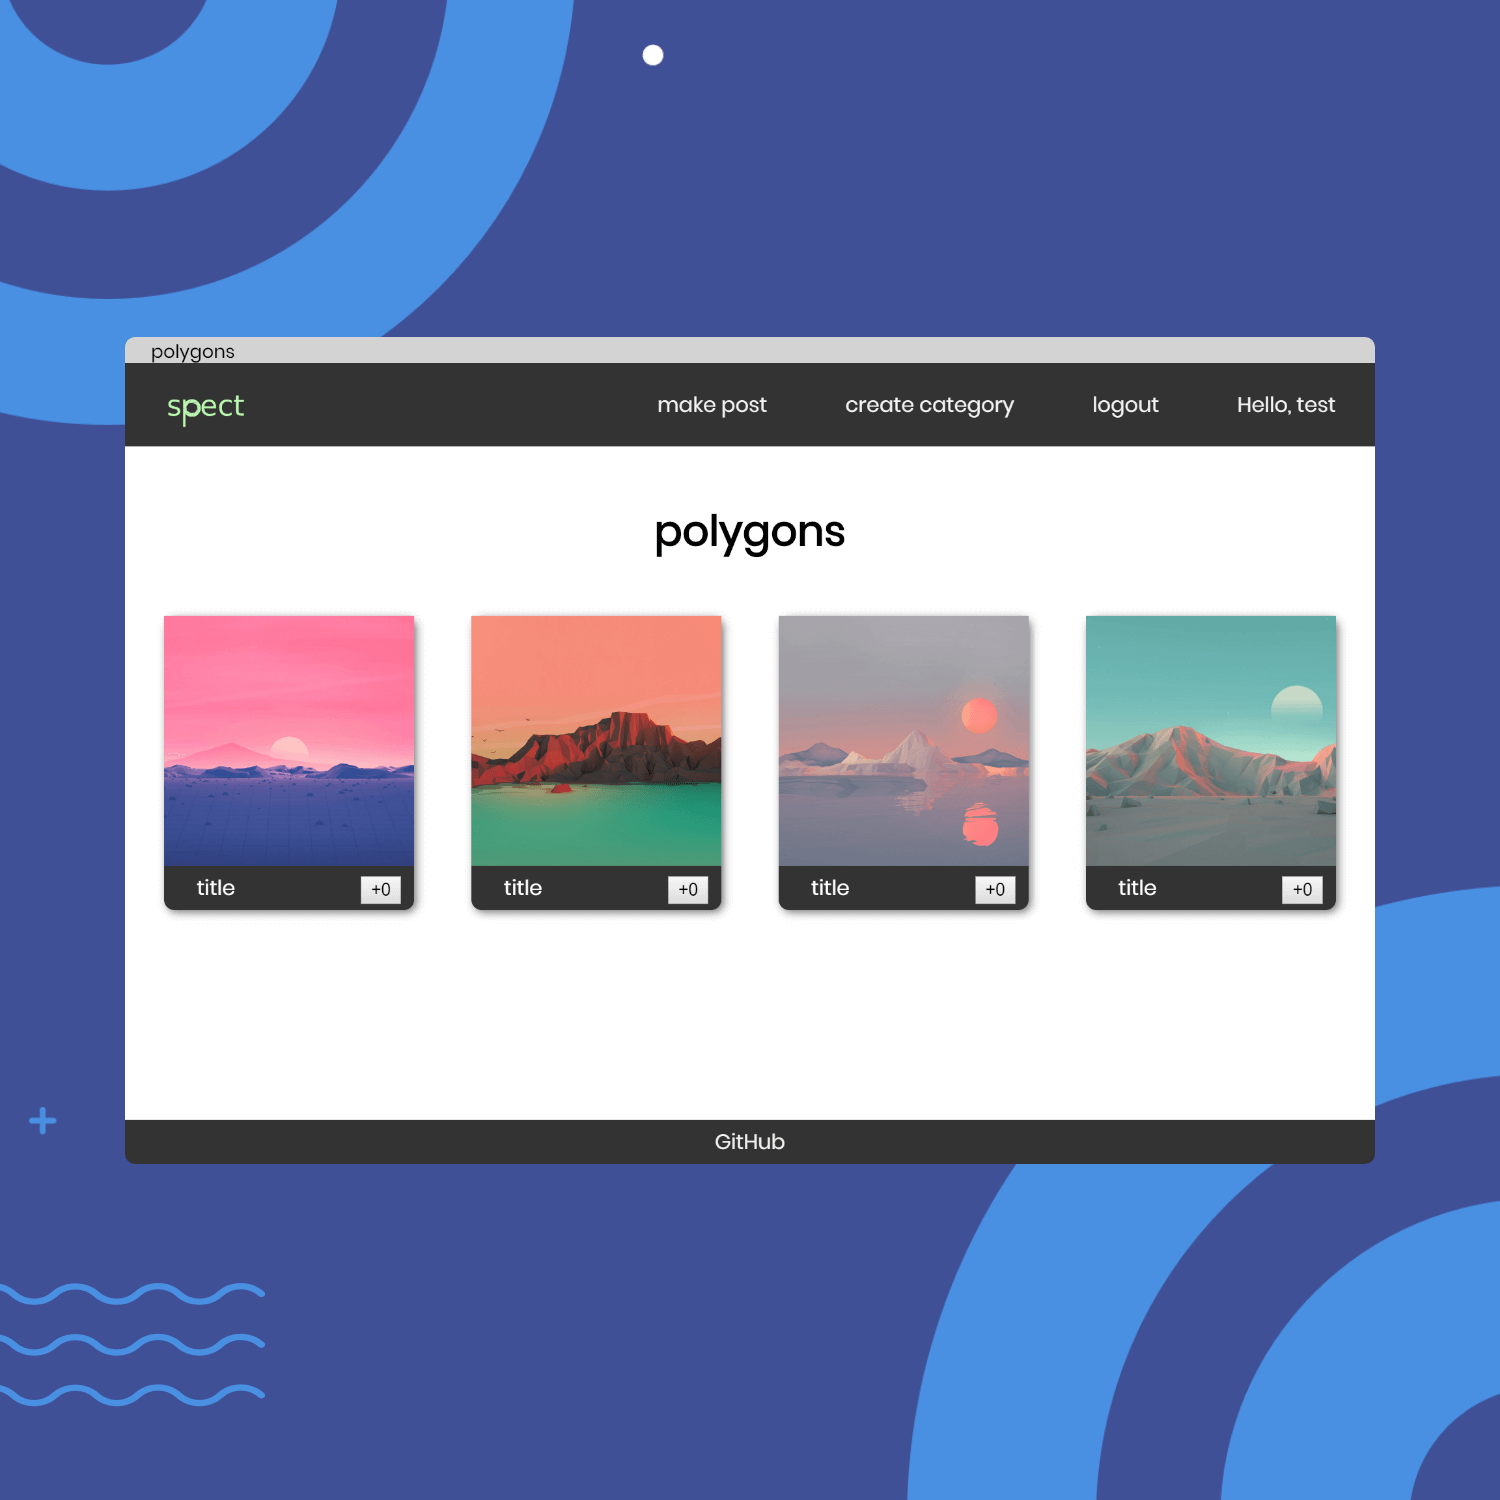 polygons
spect
make post
create category
logout
Hello, test
polygons
title
+0
title
+0
title
+0
title
+0
GitHub